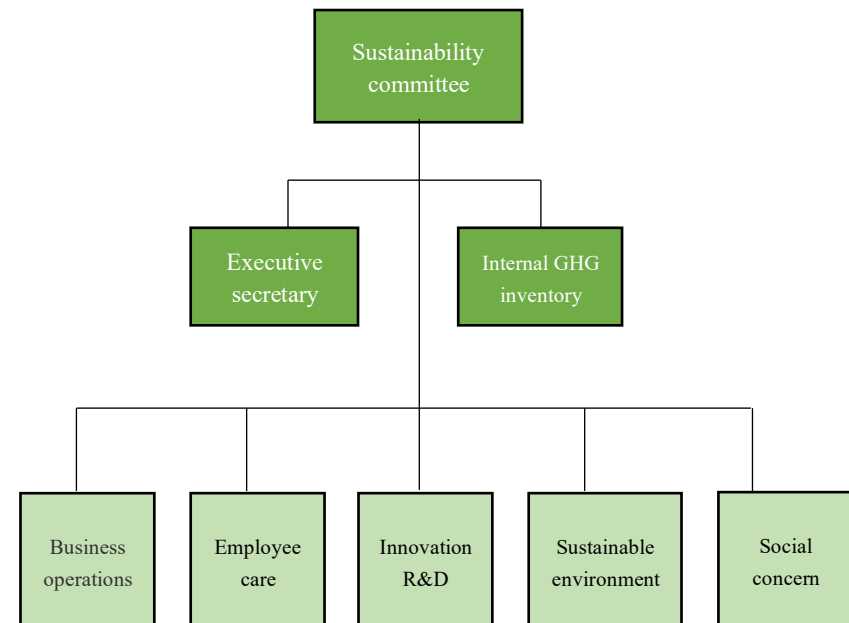 Sustainability
committee
Executive
secretary
Internal GHG
inventory
Business
operations
Employee
care
Innovation
R&D
Sustainable
environment
Social
concern